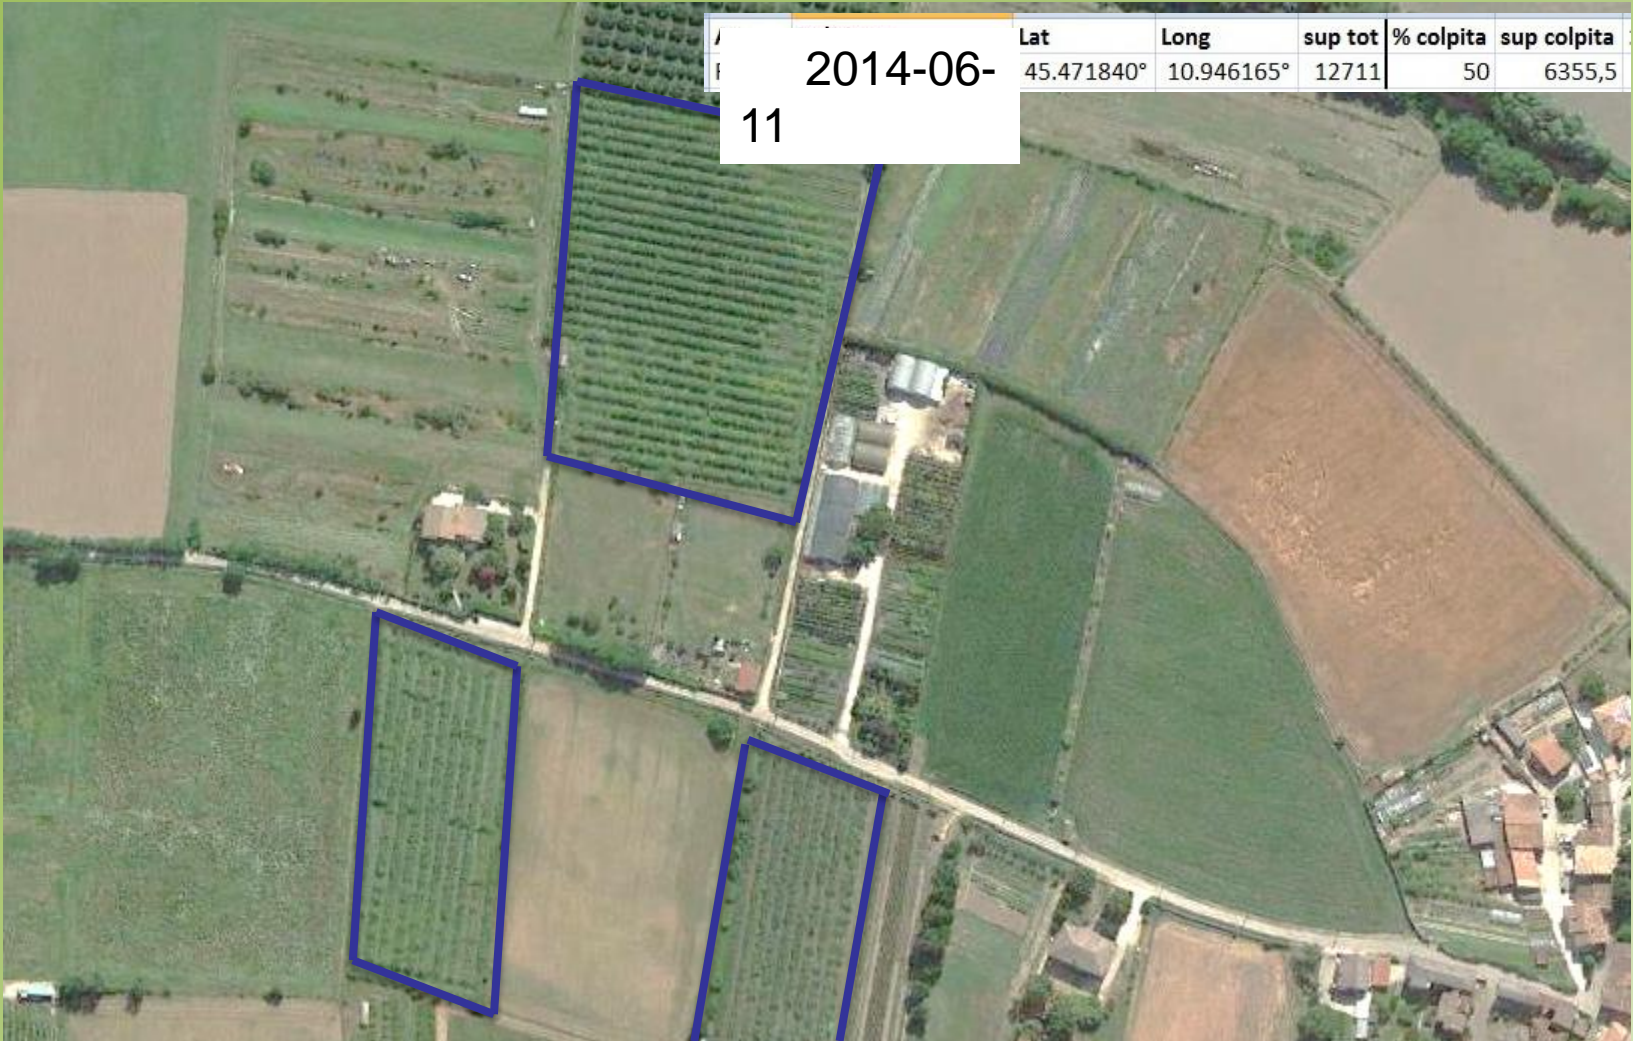 Lat Long sup tot % colpita sup colpita
45.471840° 10.946165° 12711 50 6355,5
2014-06-
11